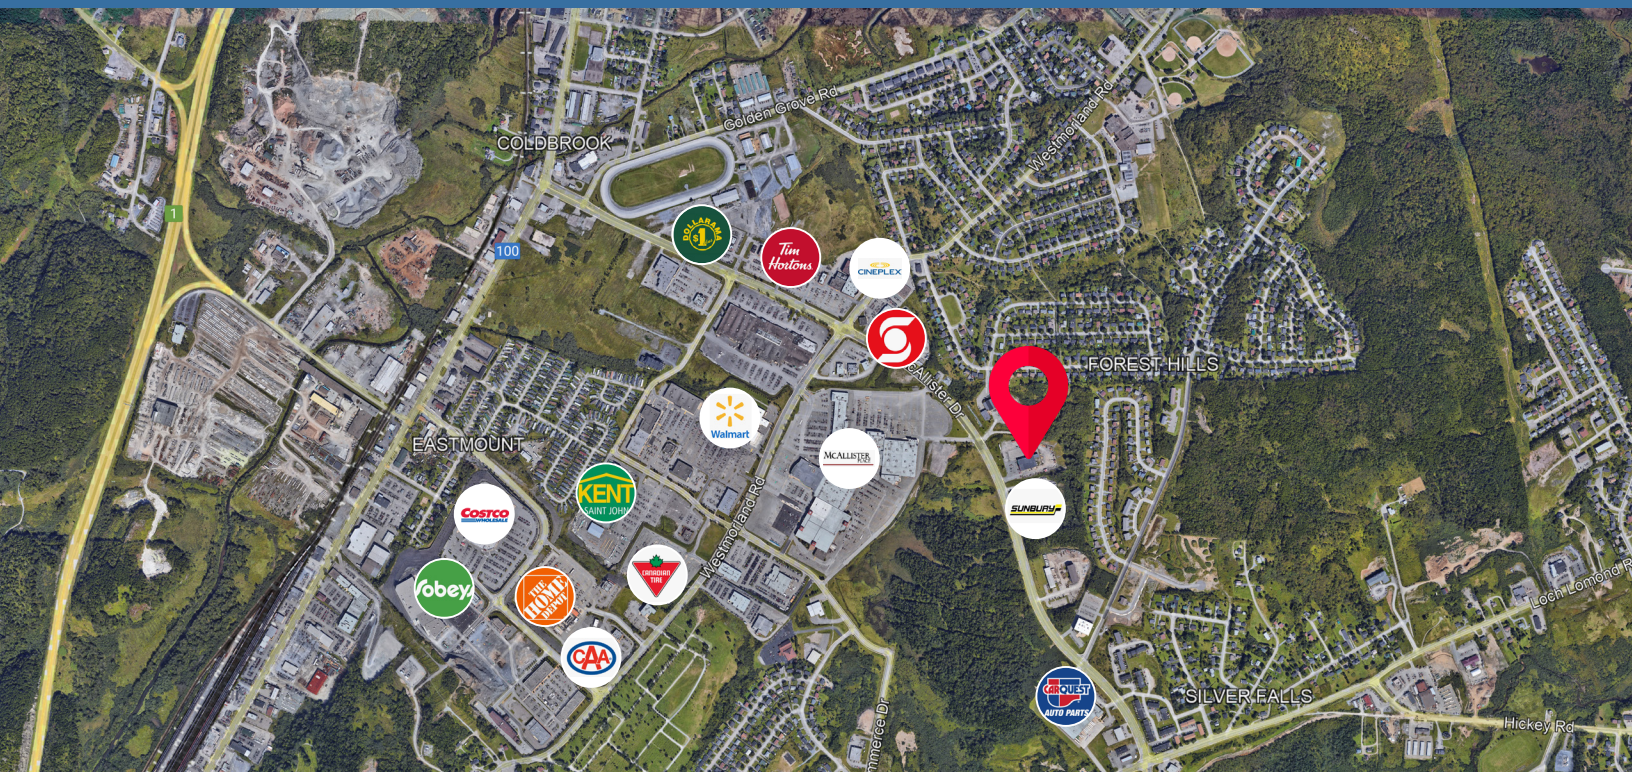 Golden Grove Rd
Westmorland Rd
COLDBROOK
1
100
DOLLARAMA
$1
Tim
Hortons
CINEPLEX
McAllister Dr
FOREST HILLS
Walmart
EASTMOUNT
MCALLISTER
PLACE
KENT
SAINT JOHN
COSTCO
WHOLESALE
SUNBURY
Westmorland Rd
CANADIAN
TIRE
Sobeys
THE
HOME
DEPOT
Loch Lomond R
CAA
CARQUEST
AUTO PARTS
SILVER FALLS
Hickey Rd
mmerce Dr